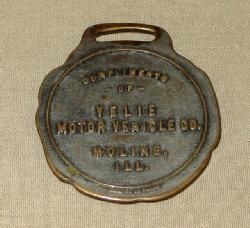 COMPLIMENTS
- OF -
VELIE
MOTOR VEHICLE CO.
MOLINE,
ILL.